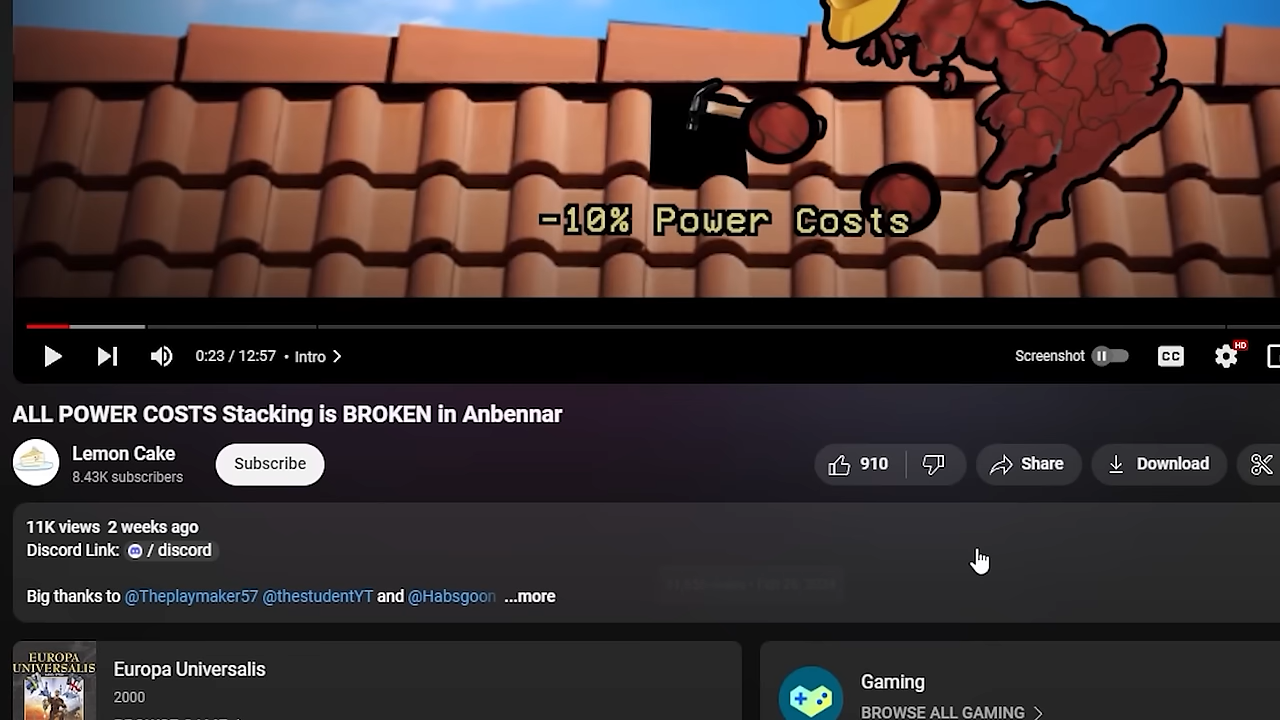 -10% Power Costs
0:23 / 12:57 • Intro
Screenshot
CC
HD
ALL POWER COSTS Stacking is BROKEN in Anbennar
Lemon Cake
8.43K subscribers
Subscribe
910
Share
Download
11K views 2 weeks ago
Discord Link: / discord
Big thanks to @Theplaymaker57 @thestudentYT and @Habsgoon ...more
EUROPA
UNIVERSALIS
Europa Universalis
2000
Gaming
BROWSE ALL GAMING